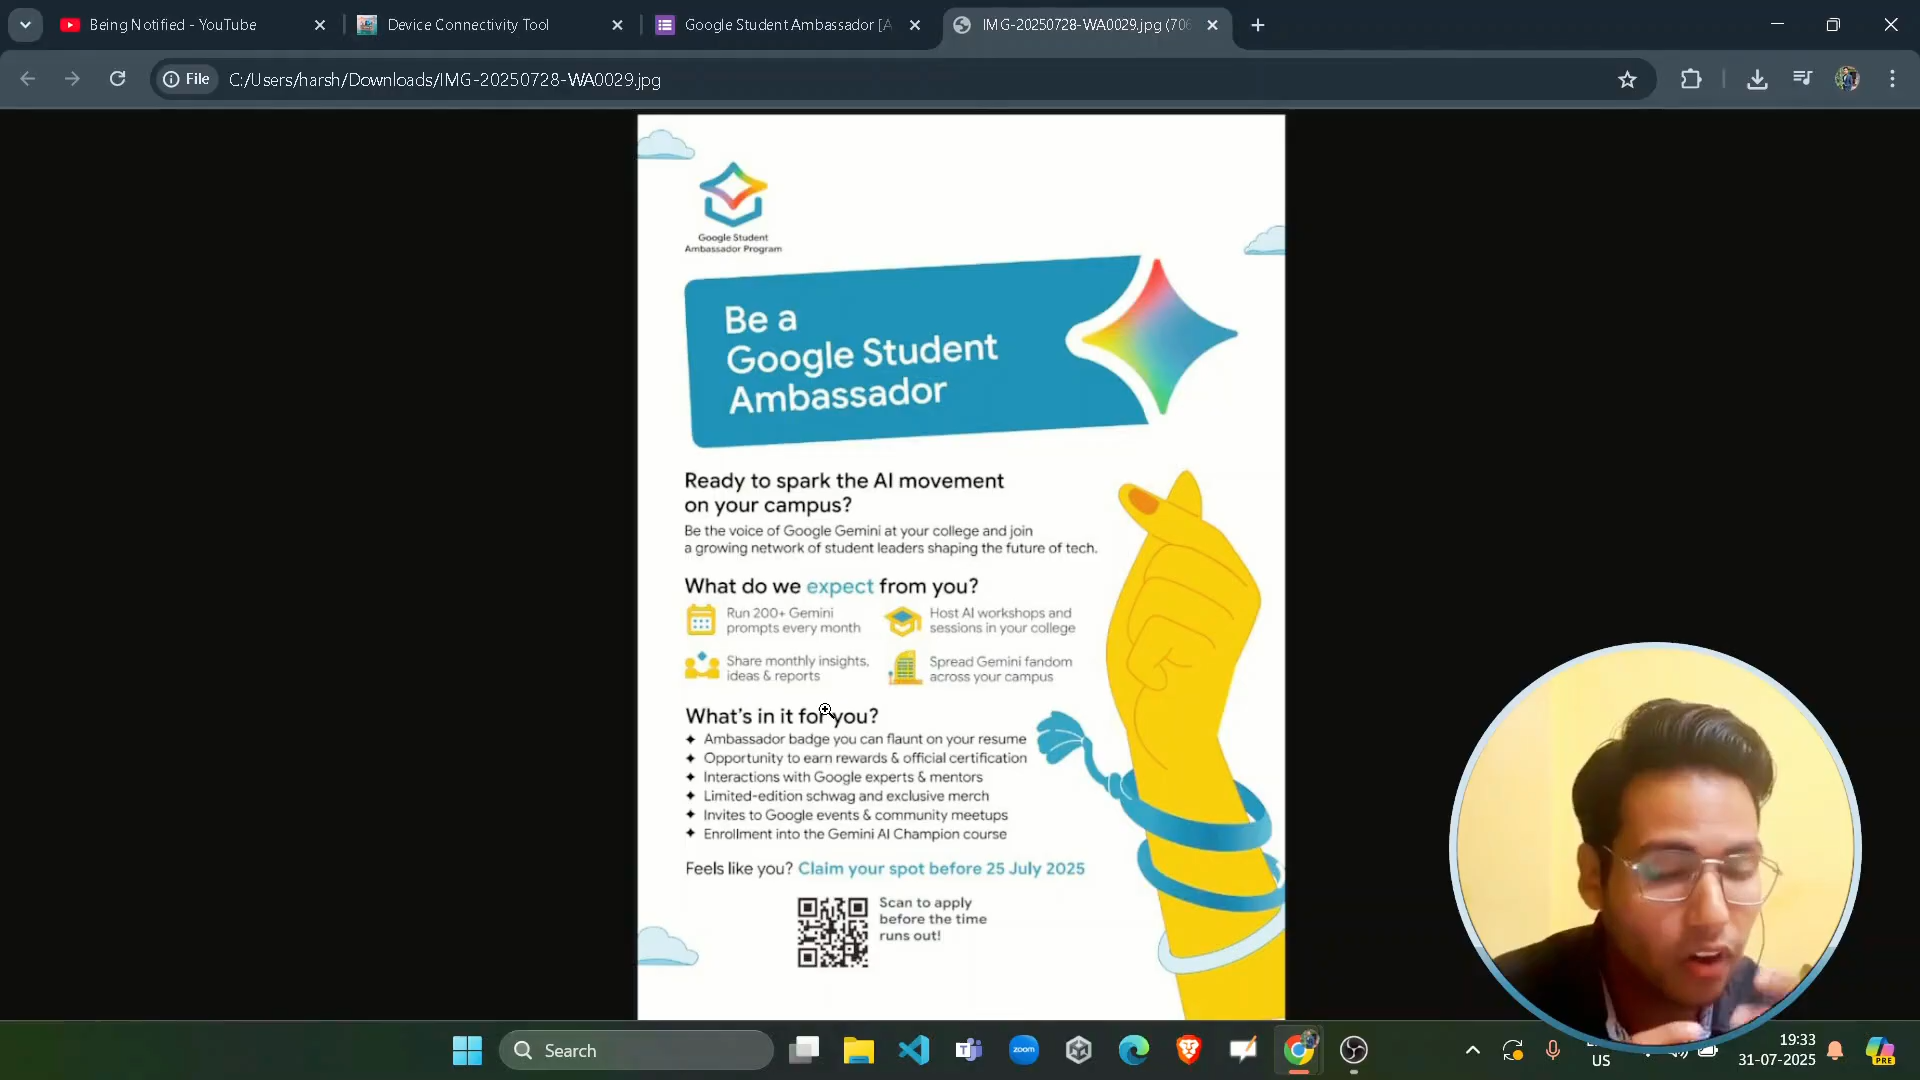 Being Notified - YouTube
Device Connectivity Tool
Google Student Ambassador [A
IMG-20250728-WA0029.jpg (706
File
C:/Users/harsh/Downloads/IMG-20250728-WA0029.jpg
Google Student
Ambassador Program
Be a
Google Student
Ambassador
Ready to spark the AI movement
on your campus?
Be the voice of Google Gemini at your college and join
a growing network of student leaders shaping the future of tech.
What do we expect from you?
Run 200+ Gemini
prompts every month
Host AI workshops and
sessions in your college
Share monthly insights,
ideas & reports
Spread Gemini fandom
across your campus
What's in it for you?
Ambassador badge you can flaunt on your resume
Opportunity to earn rewards & official certification
Interactions with Google experts & mentors
Limited-edition schwag and exclusive merch
Invites to Google events & community meetups
Enrollment into the Gemini AI Champion course
Feels like you? Claim your spot before 25 July 2025
Scan to apply
before the time
runs out!
Search
zoom
US
19:33
31-07-2025
PRE